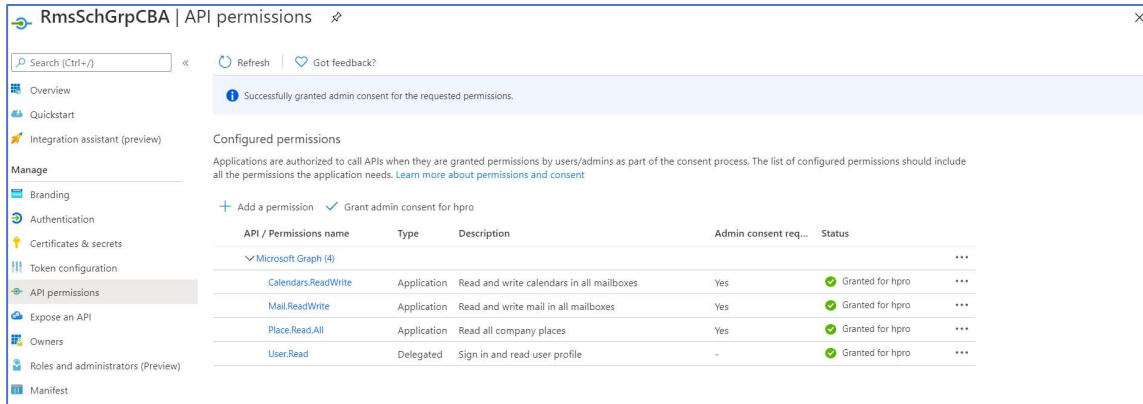 RmsSchGrpCBA | API permissions
Search (Ctrl+/)
«
Refresh
Got feedback?
Overview
Quickstart
Integration assistant (preview)
Manage
Branding
Authentication
Certificates & secrets
Token configuration
API permissions
Expose an API
Owners
Roles and administrators (Preview)
Manifest
Successfully granted admin consent for the requested permissions.
Configured permissions
Applications are authorized to call APIs when they are granted permissions by users/admins as part of the consent process. The list of configured permissions should include
all the permissions the application needs. Learn more about permissions and consent
Add a permission Grant admin consent for hpro
API / Permissions name Type Description Admin consent req... Status
Microsoft Graph (4)
Calendars.ReadWrite Application Read and write calendars in all mailboxes Yes Granted for hpro
Mail.ReadWrite Application Read and write mail in all mailboxes Yes Granted for hpro
Place.Read.All Application Read all company places Yes Granted for hpro
User.Read Delegated Sign in and read user profile - Granted for hpro